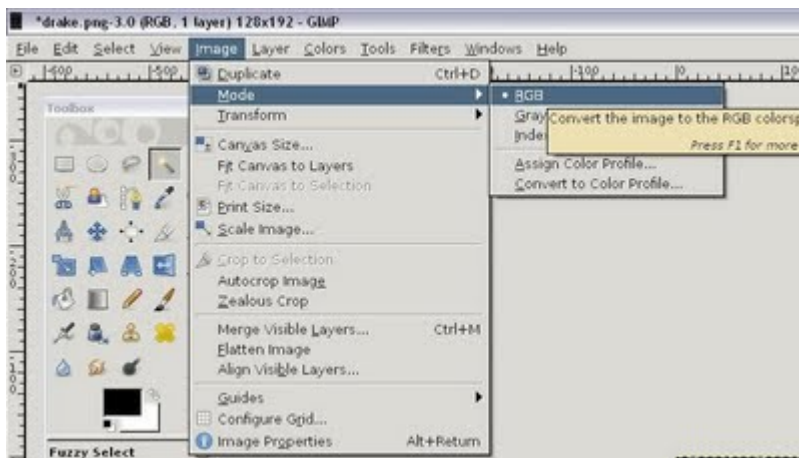 *drake.png-3.0 (RGB, 1 layer) 128x192 - GIMP
File Edit Select View Image Layer Colors Tools Filters Windows Help
Toolbox
Duplicate Ctrl+D
Mode
Transform
Canvas Size...
Fit Canvas to Layers
Fit Canvas to Selection
Print Size...
Scale Image...
Crop to Selection
Autocrop Image
Zealous Crop
Merge Visible Layers... Ctrl+M
Flatten Image
Align Visible Layers...
Guides
Configure Grid...
Image Properties Alt+Return
RGB
Gray
Inde
Convert the image to the RGB colorsp
Press F1 for more
Assign Color Profile...
Convert to Color Profile...
Fuzzy Select